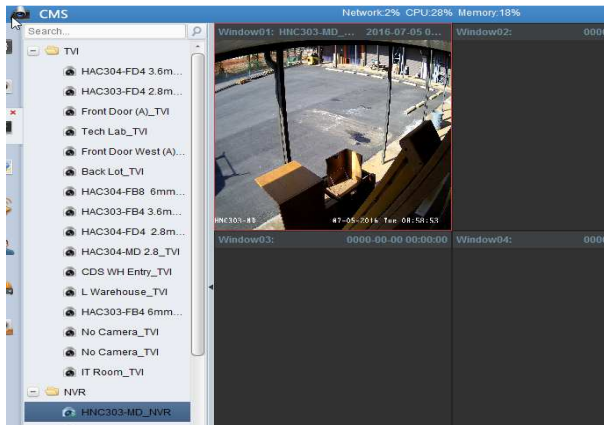 CMS
Network:2% CPU:28% Memory:18%
Search...
TVI
HAC304-FD4 3.6m...
HAC303-FD4 2.8m...
Front Door (A)_TVI
Tech Lab_TVI
Front Door West (A)...
Back Lot_TVI
HAC304-FB8 6mm...
HAC303-FB4 3.6m...
HAC304-FD4 2.8m...
HAC304-MD 2.8_TVI
CDS WH Entry_TVI
L Warehouse_TVI
HAC303-FB4 6mm...
No Camera_TVI
No Camera_TVI
IT Room_TVI
NVR
HNC303-MD_NVR
Window01: HNC303-MD_... 2016-07-05 0...
Window02: 0000
07-05-2016 Tue 08:58:53
HNC303-MD
Window03: 0000-00-00 00:00:00
Window04: 0000